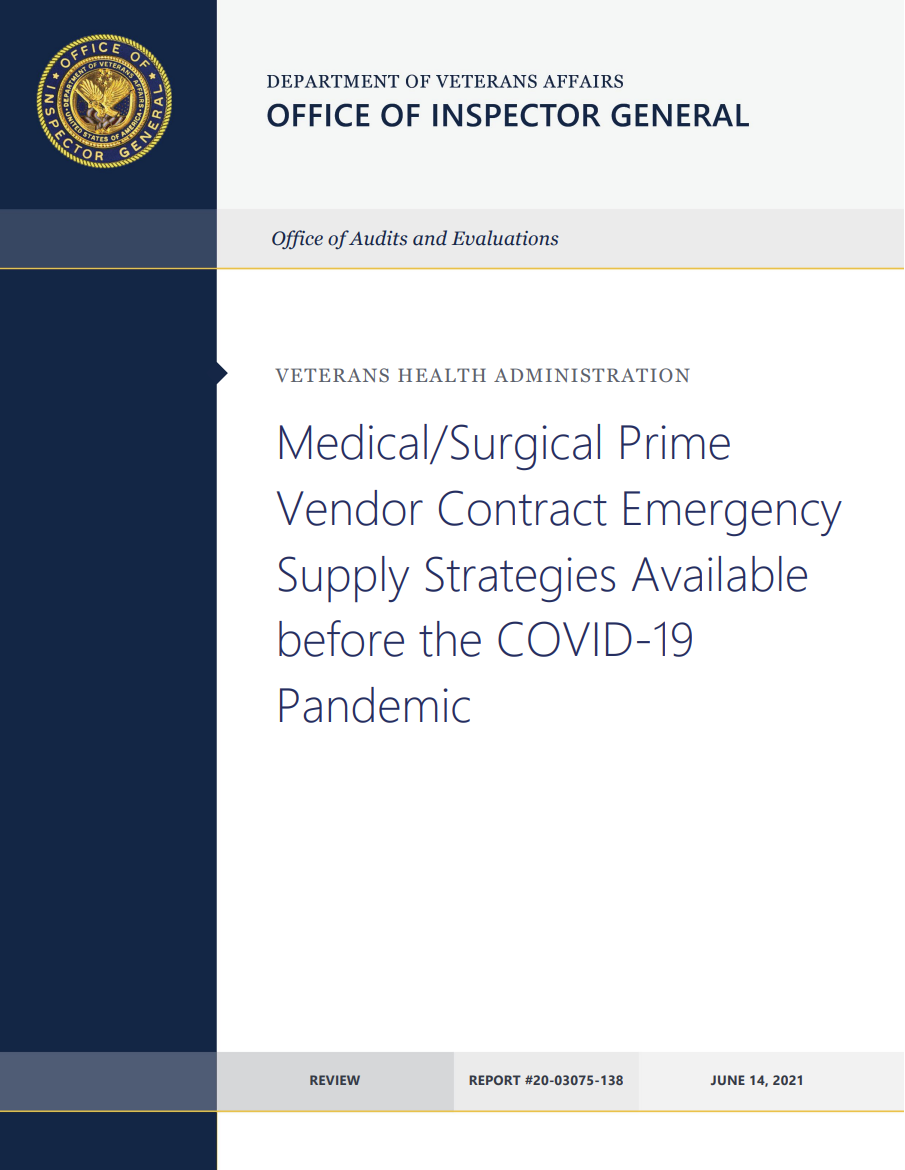 OFFICE OF
INSPECTOR GENERAL
DEPARTMENT OF VETERANS AFFAIRS
UNITED STATES OF AMERICA
DEPARTMENT OF VETERANS AFFAIRS
OFFICE OF INSPECTOR GENERAL
Office of Audits and Evaluations
VETERANS HEALTH ADMINISTRATION
Medical/Surgical Prime
Vendor Contract Emergency
Supply Strategies Available
before the COVID-19
Pandemic
REVIEW
REPORT #20-03075-138
JUNE 14, 2021